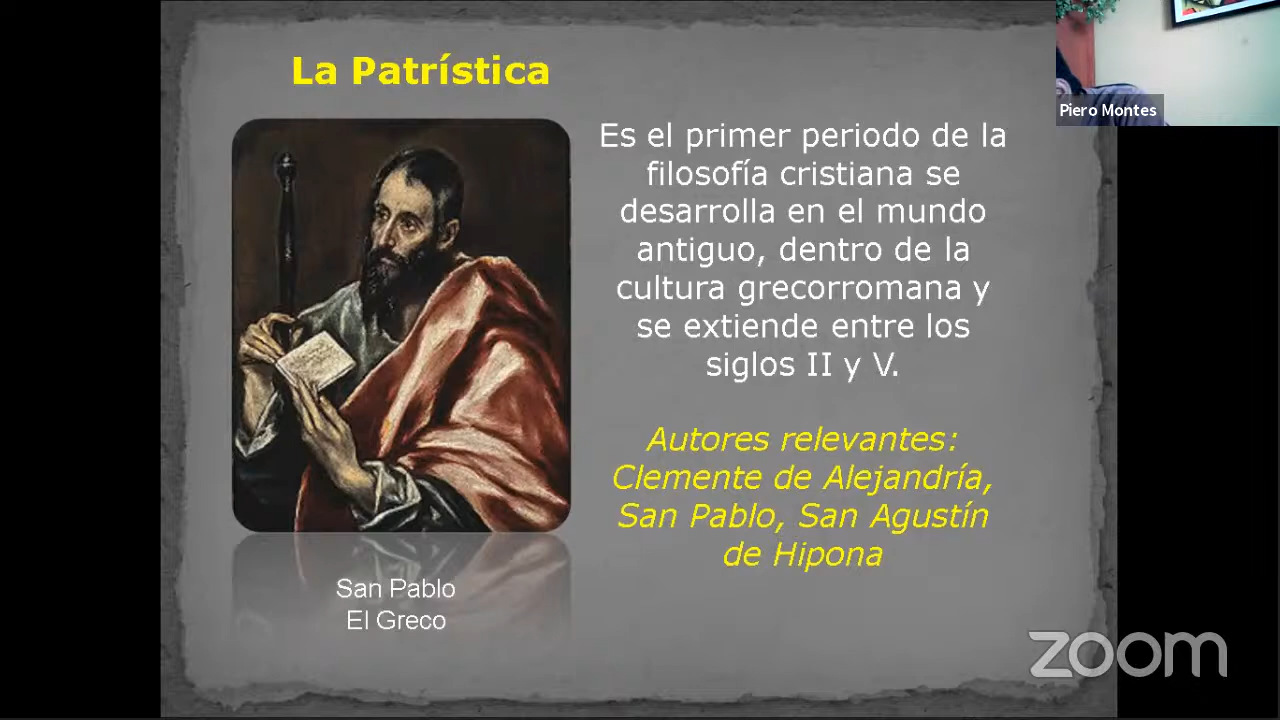 La Patrística
Piero Montes
Es el primer periodo de la
filosofía cristiana se
desarrolla en el mundo
antiguo, dentro de la
cultura grecorromana y
se extiende entre los
siglos II y V.
Autores relevantes:
Clemente de Alejandría,
San Pablo, San Agustín
de Hipona
San Pablo
El Greco
zoom